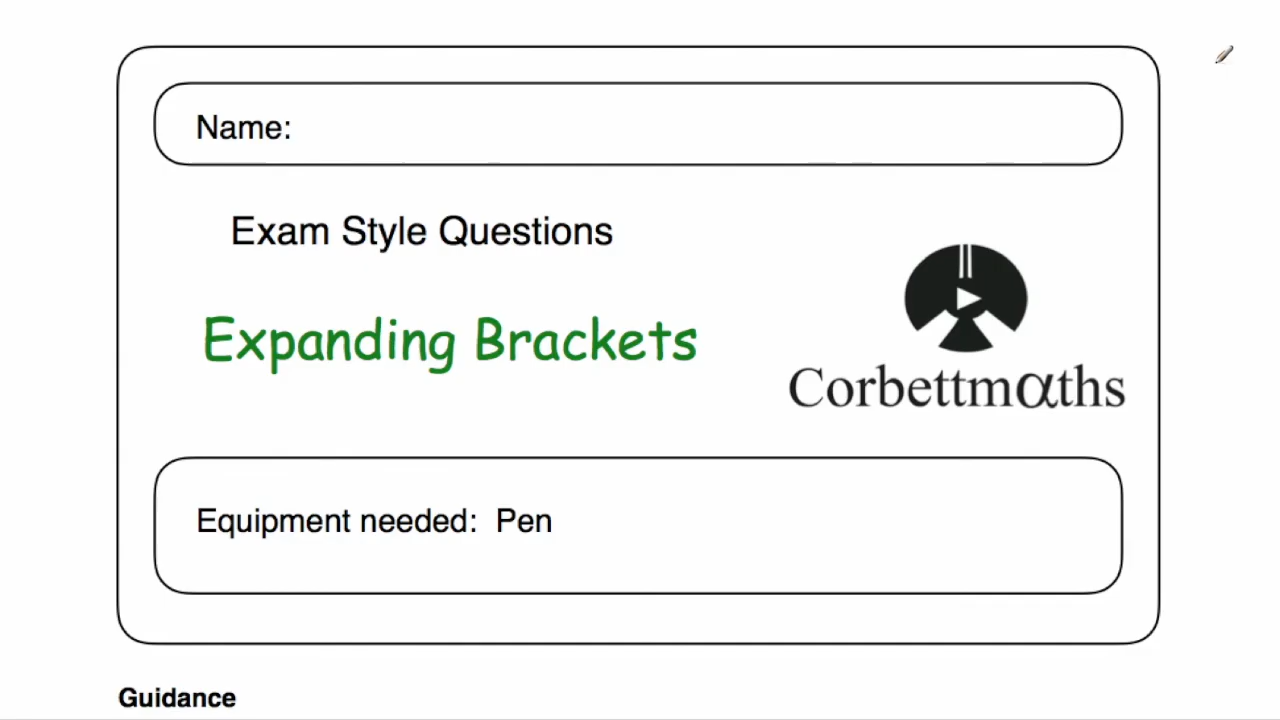 Name:
Exam Style Questions
Expanding Brackets
Corbettmαths
Equipment needed: Pen
Guidance